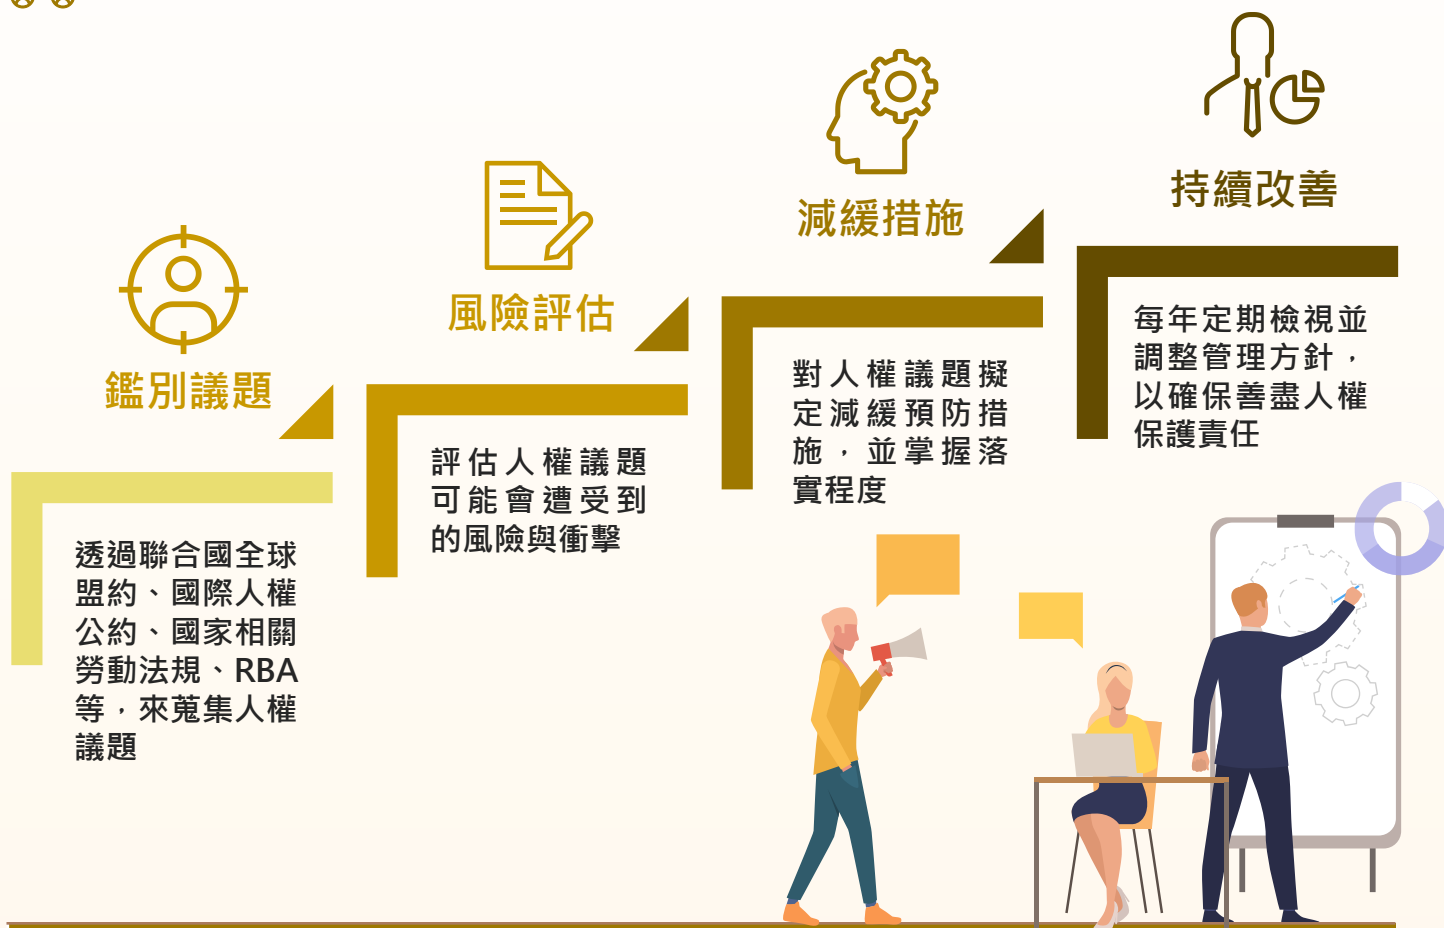 鑑別議題
透過聯合國全球
盟約、國際人權
公約、國家相關
勞動法規、RBA
等，來蒐集人權
議題
風險評估
評估人權議題
可能會遭受到
的風險與衝擊
減緩措施
對人權議題擬
定減緩預防措
施，並掌握落
實程度
持續改善
每年定期檢視並
調整管理方針，
以確保善盡人權
保護責任